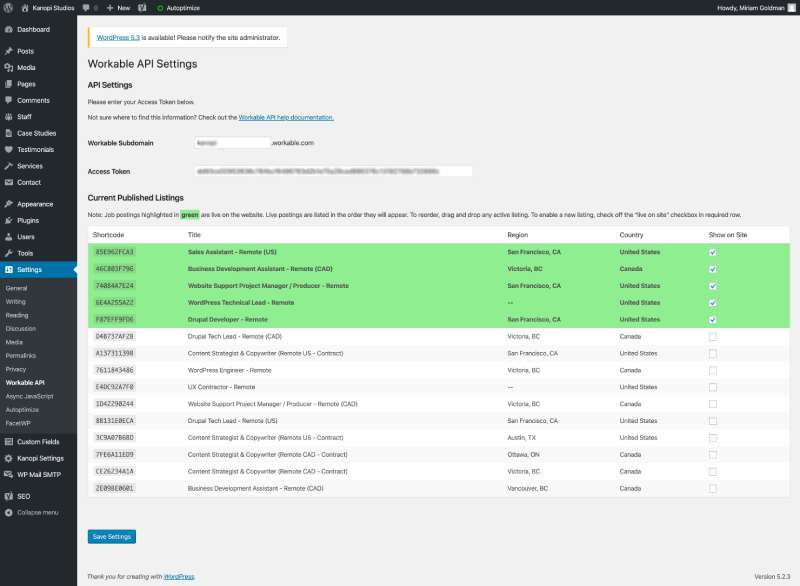 Kanopi Studios 0 New Autoptimize Howdy, Miriam Goldman
Dashboard
Posts
Media
Pages
Comments
Staff
Case Studies
Testimonials
Services
Contact
Appearance
Plugins
Users
Tools
Settings
General
Writing
Reading
Discussion
Media
Permalinks
Privacy
Workable API
Async JavaScript
Autoptimize
FacetWP
Custom Fields
Kanopi Settings
WP Mail SMTP
SEO
Collapse menu
WordPress 5.3 is available! Please notify the site administrator.
Workable API Settings
API Settings
Please enter your Access Token below.
Not sure where to find this information? Check out the Workable API help documentation.
Workable Subdomain .workable.com
Access Token
Current Published Listings
Note: Job postings highlighted in green are live on the website. Live postings are listed in the order they will appear. To reorder, drag and drop any active listing. To enable a new listing, check off the "live on site" checkbox in required row.
Shortcode Title Region Country Show on Site
85E962FCA3 Sales Assistant - Remote (US) San Francisco, CA United States
46C803F796 Business Development Assistant - Remote (CAD) Victoria, BC Canada
74084A7E24 Website Support Project Manager / Producer - Remote San Francisco, CA United States
6E4A255A22 WordPress Technical Lead - Remote -- United States
F87EFF9FD6 Drupal Developer - Remote San Francisco, CA United States
D4B737AF28 Drupal Tech Lead - Remote (CAD) Victoria, BC Canada
A137311398 Content Strategist & Copywriter (Remote US - Contract) San Francisco, CA United States
7611843486 WordPress Engineer - Remote Victoria, BC Canada
E4DC92A7F0 UX Contractor - Remote -- United States
1D42290244 Website Support Project Manager / Producer - Remote (CAD) Victoria, BC Canada
8B131E0ECA Drupal Tech Lead - Remote (US) San Francisco, CA United States
3C9A07B6BD Content Strategist & Copywriter (Remote US - Contract) Austin, TX United States
7FE6A11ED9 Content Strategist & Copywriter (Remote CAD - Contract) Ottawa, ON Canada
CE26234A1A Content Strategist & Copywriter (Remote CAD - Contract) Victoria, BC Canada
2E098E0601 Business Development Assistant - Remote (CAD) Vancouver, BC Canada
Save Settings
Thank you for creating with WordPress. Version 5.2.3